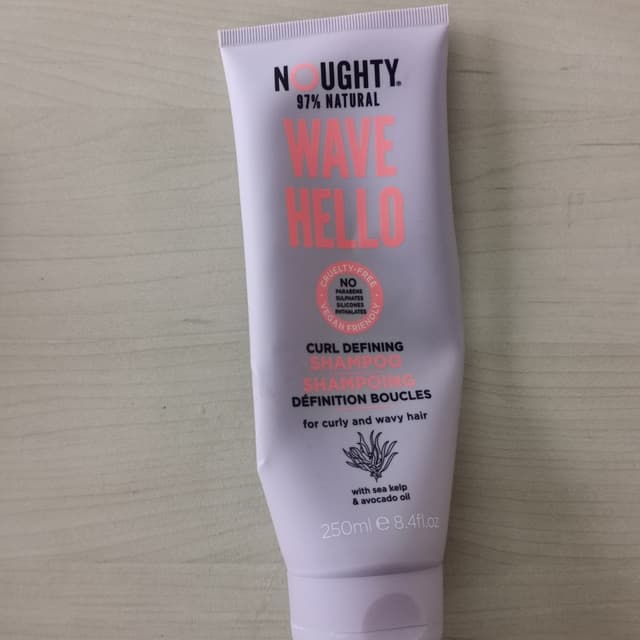 NOUGHTY®
97% NATURAL
WAVE
HELLO
CRUELTY-FREE
NO
PARABENS
SULPHATES
SILICONES
PHTHALATES
VEGAN FRIENDLY
CURL DEFINING
SHAMPOO
SHAMPOING
DÉFINITION BOUCLES
for curly and wavy hair
with sea kelp
& avocado oil
250ml e 8.4fl.oz